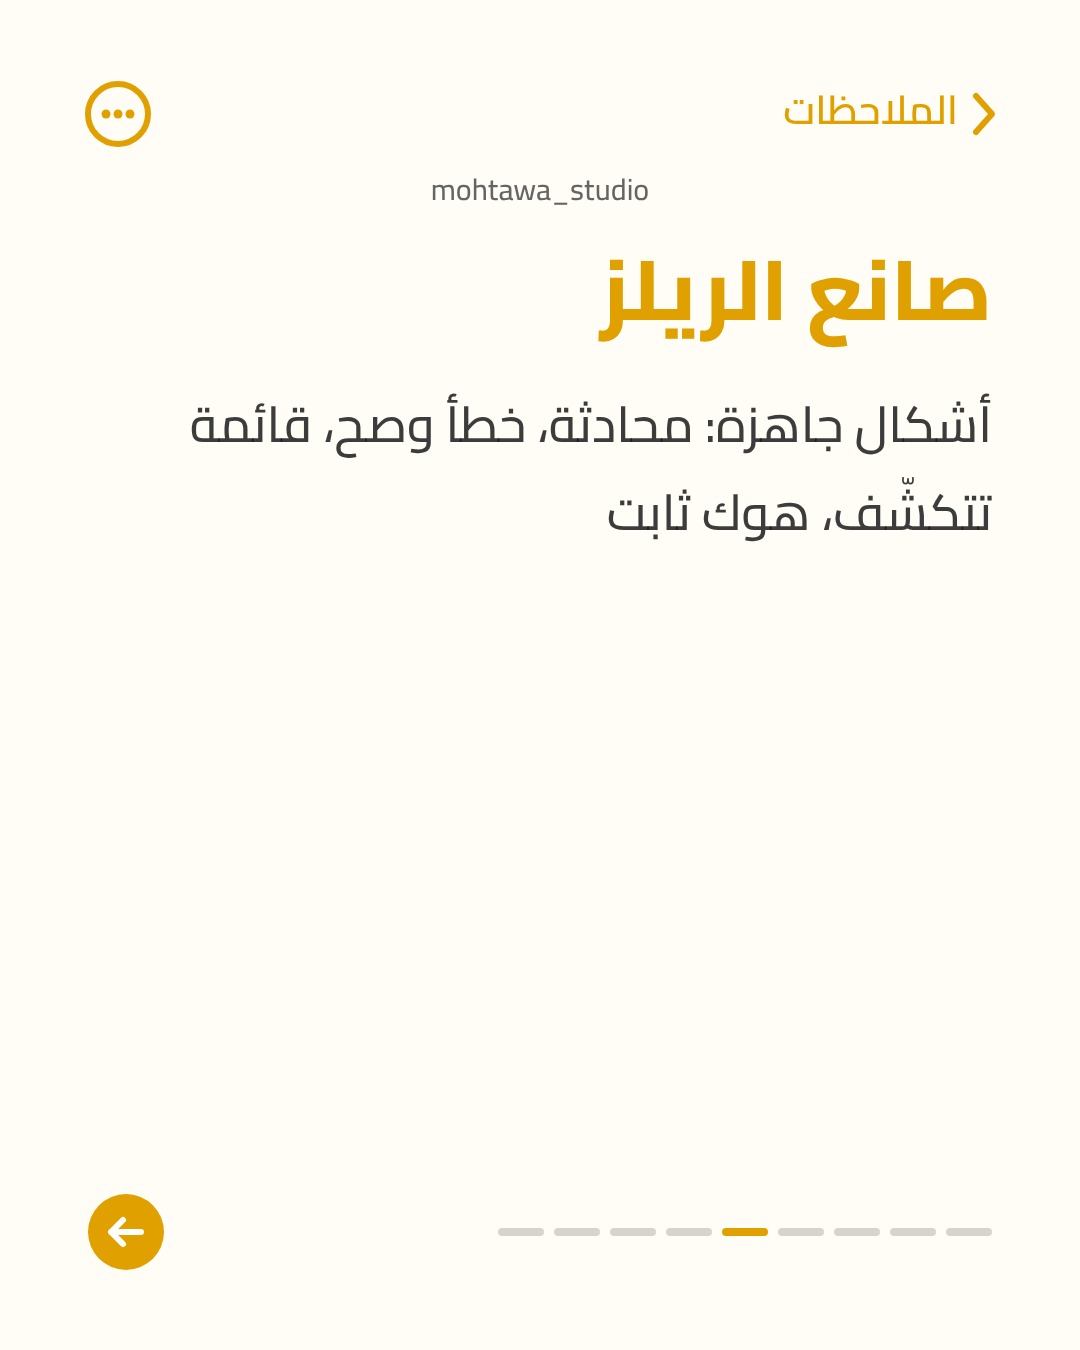 الملاحظات
mohtawa_studio
صانع الريلز
أشكال جاهزة: محادثة، خطأ وصح، قائمة
تتكشّف، هوك ثابت